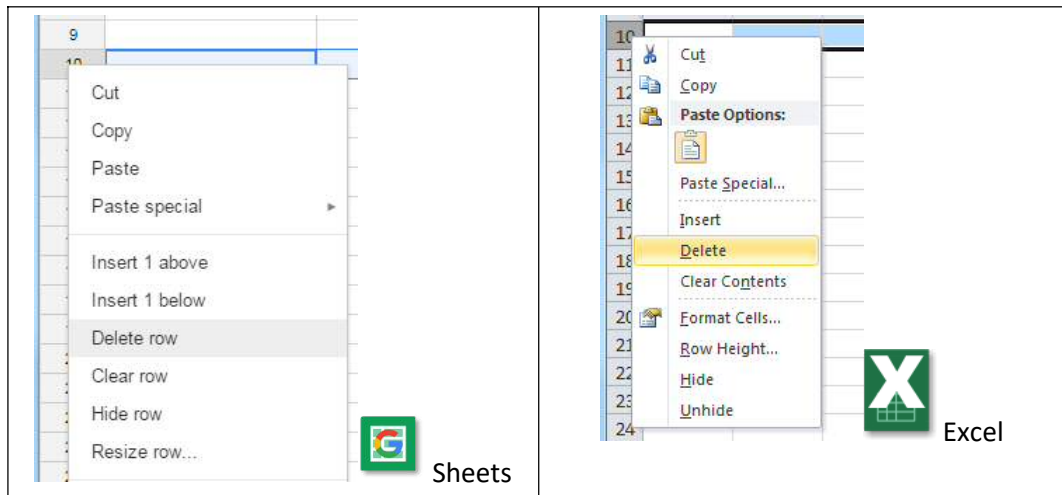 9
10
Cut
Copy
Paste
Paste special
Insert 1 above
Insert 1 below
Delete row
Clear row
Hide row
Resize row...
G
Sheets
10
11
12
13
14
15
16
17
18
19
20
21
22
23
24
Cut
Copy
Paste Options:
Paste Special...
Insert
Delete
Clear Contents
Format Cells...
Row Height...
Hide
Unhide
X
Excel